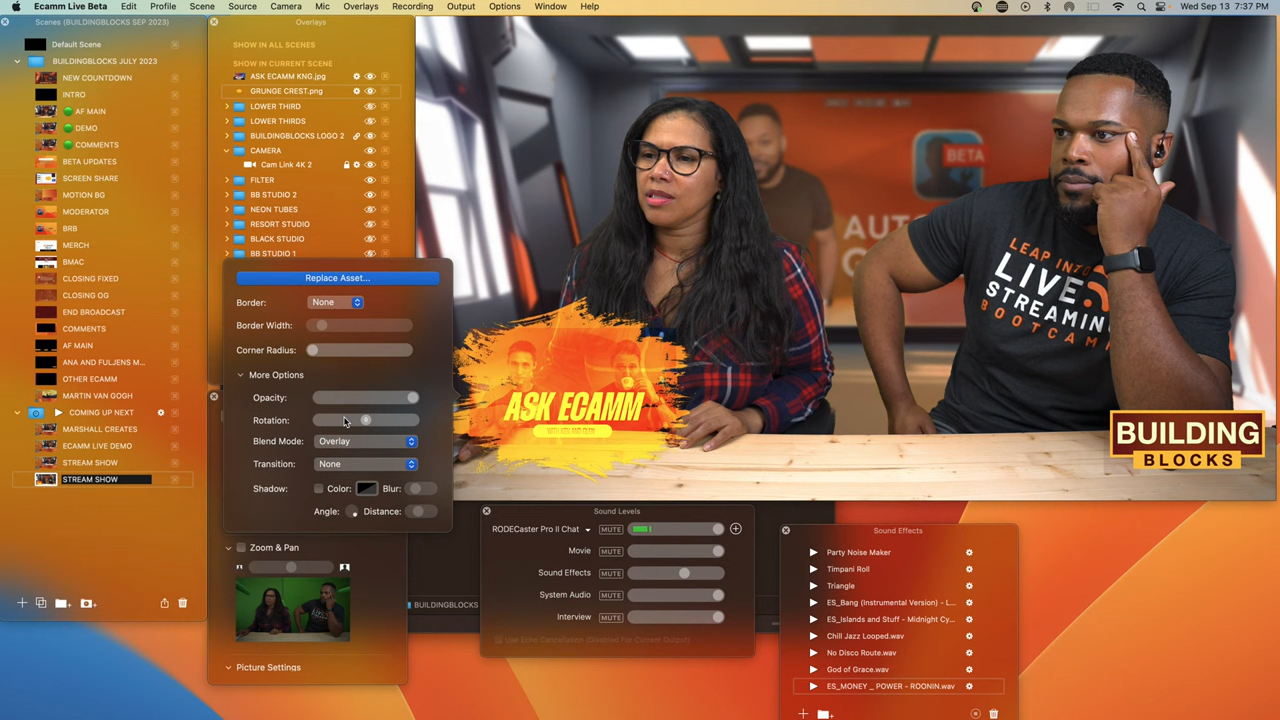 Ecamm Live Beta Edit Profile Scene Source Camera Mic Overlays Recording Output Options Window Help Wed Sep 13 7:37 PM
Scenes (BUILDINGBLOCKS SEP 2023)
Default Scene
BUILDINGBLOCKS JULY 2023
NEW COUNTDOWN
INTRO
AF MAIN
DEMO
COMMENTS
BETA UPDATES
SCREEN SHARE
MOTION BG
MODERATOR
BRB
MERCH
BMAC
CLOSING FIXED
CLOSING OG
END BROADCAST
COMMENTS
AF MAIN
ANA AND FULJENS M...
OTHER ECAMM
MARTIN VAN GOGH
COMING UP NEXT
MARSHALL CREATES
ECAMM LIVE DEMO
STREAM SHOW
STREAM SHOW
Overlays
SHOW IN ALL SCENES
SHOW IN CURRENT SCENE
ASK ECAMM KNG.jpg
GRUNGE CREST.png
LOWER THIRD
LOWER THIRDS
BUILDINGBLOCKS LOGO 2
CAMERA
Cam Link 4K 2
FILTER
BB STUDIO 2
NEON TUBES
RESORT STUDIO
BLACK STUDIO
BB STUDIO 1
Replace Asset...
Border: None
Border Width:
Corner Radius:
More Options
Opacity:
Rotation:
Blend Mode: Overlay
Transition: None
Shadow: Color: Blur:
Angle: Distance:
Zoom & Pan
Picture Settings
BETA
AUTO
LEAP INTO
LIVE
STREAMING
BOOTCAMP
ASK ECAMM
BUILDING
BLOCKS
BUILDINGBLOCKS
Sound Levels
RODECaster Pro II Chat MUTE
Movie MUTE
Sound Effects MUTE
System Audio MUTE
Interview MUTE
Use Echo Cancellation (Disabled For Current Output)
Sound Effects
Party Noise Maker
Timpani Roll
Triangle
ES_Bang (Instrumental Version) - L...
ES_Islands and Stuff - Midnight Cy...
Chill Jazz Looped.wav
No Disco Route.wav
God of Grace.wav
ES_MONEY _ POWER - ROONIN.wav